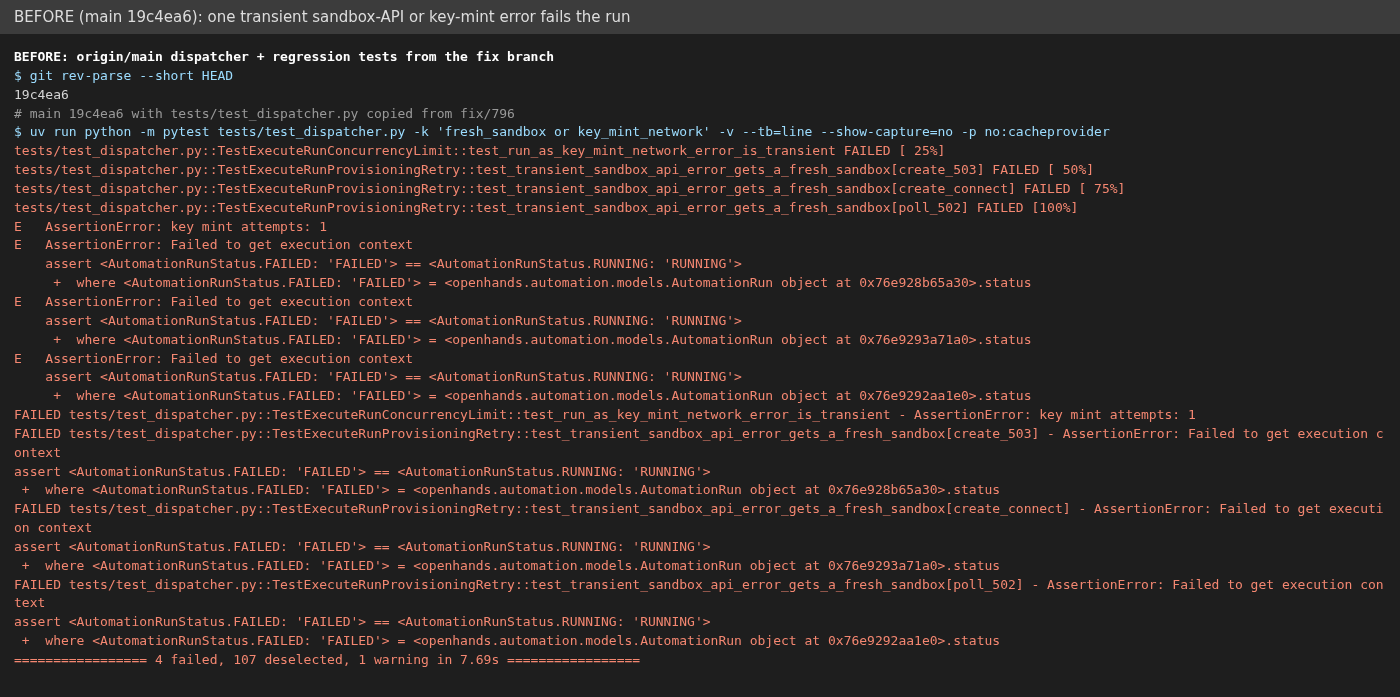 BEFORE (main 19c4ea6): one transient sandbox-API or key-mint error fails the run
BEFORE: origin/main dispatcher + regression tests from the fix branch
$ git rev-parse --short HEAD
19c4ea6
# main 19c4ea6 with tests/test_dispatcher.py copied from fix/796
$ uv run python -m pytest tests/test_dispatcher.py -k 'fresh_sandbox or key_mint_network' -v --tb=line --show-capture=no -p no:cacheprovider
tests/test_dispatcher.py::TestExecuteRunConcurrencyLimit::test_run_as_key_mint_network_error_is_transient FAILED [ 25%]
tests/test_dispatcher.py::TestExecuteRunProvisioningRetry::test_transient_sandbox_api_error_gets_a_fresh_sandbox[create_503] FAILED [ 50%]
tests/test_dispatcher.py::TestExecuteRunProvisioningRetry::test_transient_sandbox_api_error_gets_a_fresh_sandbox[create_connect] FAILED [ 75%]
tests/test_dispatcher.py::TestExecuteRunProvisioningRetry::test_transient_sandbox_api_error_gets_a_fresh_sandbox[poll_502] FAILED [100%]
E   AssertionError: key mint attempts: 1
E   AssertionError: Failed to get execution context
    assert <AutomationRunStatus.FAILED: 'FAILED'> == <AutomationRunStatus.RUNNING: 'RUNNING'>
     +  where <AutomationRunStatus.FAILED: 'FAILED'> = <openhands.automation.models.AutomationRun object at 0x76e928b65a30>.status
E   AssertionError: Failed to get execution context
    assert <AutomationRunStatus.FAILED: 'FAILED'> == <AutomationRunStatus.RUNNING: 'RUNNING'>
     +  where <AutomationRunStatus.FAILED: 'FAILED'> = <openhands.automation.models.AutomationRun object at 0x76e9293a71a0>.status
E   AssertionError: Failed to get execution context
    assert <AutomationRunStatus.FAILED: 'FAILED'> == <AutomationRunStatus.RUNNING: 'RUNNING'>
     +  where <AutomationRunStatus.FAILED: 'FAILED'> = <openhands.automation.models.AutomationRun object at 0x76e9292aa1e0>.status
FAILED tests/test_dispatcher.py::TestExecuteRunConcurrencyLimit::test_run_as_key_mint_network_error_is_transient - AssertionError: key mint attempts: 1
FAILED tests/test_dispatcher.py::TestExecuteRunProvisioningRetry::test_transient_sandbox_api_error_gets_a_fresh_sandbox[create_503] - AssertionError: Failed to get execution c
ontext
assert <AutomationRunStatus.FAILED: 'FAILED'> == <AutomationRunStatus.RUNNING: 'RUNNING'>
 +  where <AutomationRunStatus.FAILED: 'FAILED'> = <openhands.automation.models.AutomationRun object at 0x76e928b65a30>.status
FAILED tests/test_dispatcher.py::TestExecuteRunProvisioningRetry::test_transient_sandbox_api_error_gets_a_fresh_sandbox[create_connect] - AssertionError: Failed to get executi
on context
assert <AutomationRunStatus.FAILED: 'FAILED'> == <AutomationRunStatus.RUNNING: 'RUNNING'>
 +  where <AutomationRunStatus.FAILED: 'FAILED'> = <openhands.automation.models.AutomationRun object at 0x76e9293a71a0>.status
FAILED tests/test_dispatcher.py::TestExecuteRunProvisioningRetry::test_transient_sandbox_api_error_gets_a_fresh_sandbox[poll_502] - AssertionError: Failed to get execution con
text
assert <AutomationRunStatus.FAILED: 'FAILED'> == <AutomationRunStatus.RUNNING: 'RUNNING'>
 +  where <AutomationRunStatus.FAILED: 'FAILED'> = <openhands.automation.models.AutomationRun object at 0x76e9292aa1e0>.status
================= 4 failed, 107 deselected, 1 warning in 7.69s =================